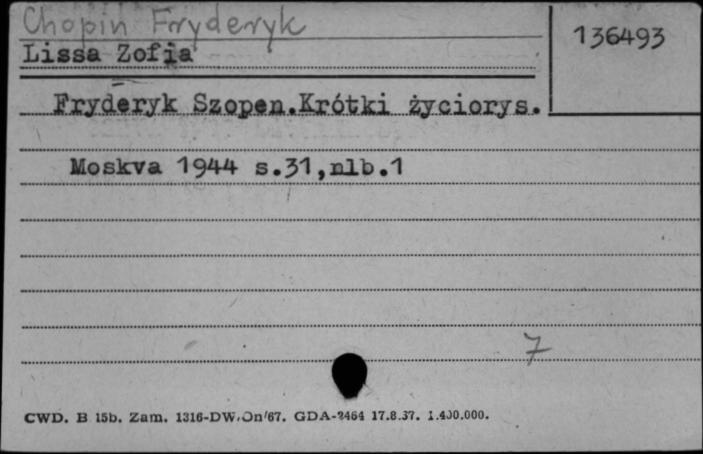 Chopin Fryderyk
136493
Lissa Zofia
Fryderyk Szopen.Krótki życiorys.
Moskva 1944 s.31,nlb.1
7
CWD. B 15b. Zam. 1316-DW/On/67. GDA-2464 17.8.37. 1.400.000.